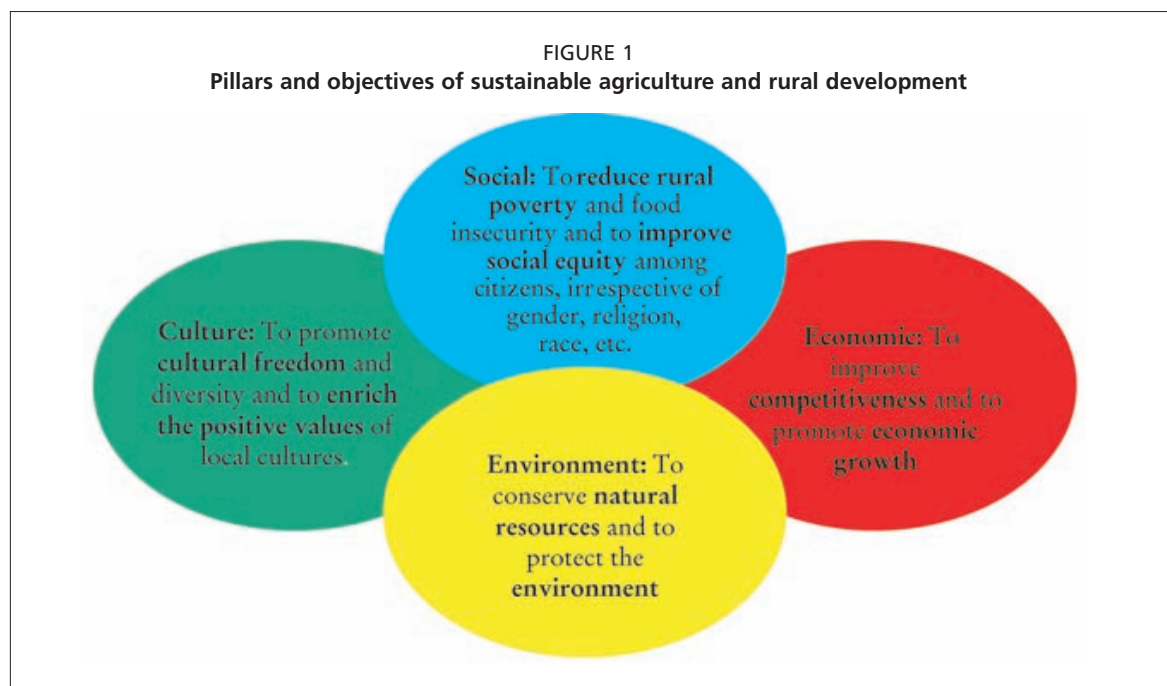 FIGURE 1
Pillars and objectives of sustainable agriculture and rural development
Social: To reduce rural
poverty and food
insecurity and to improve
social equity among
citizens, irrespective of
gender, religion,
race, etc.
Culture: To promote
cultural freedom and
diversity and to enrich
the positive values of
local cultures.
Economic: To
improve
competitiveness and to
promote economic
growth
Environment: To
conserve natural
resources and to
protect the
environment